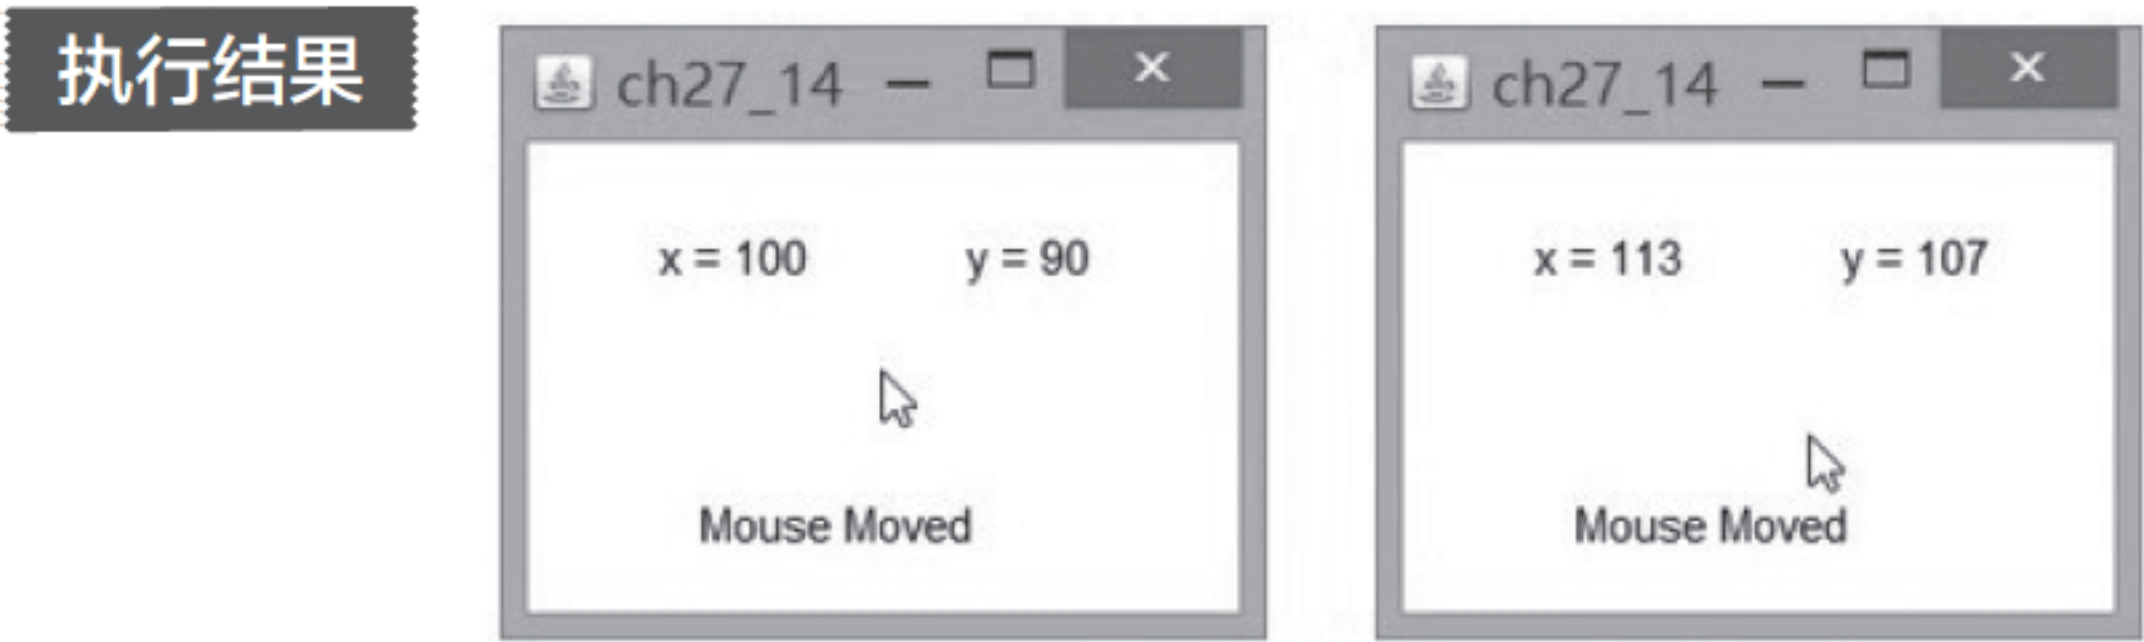 执行结果
ch27_14
x = 100 y = 90
Mouse Moved
ch27_14
x = 113 y = 107
Mouse Moved